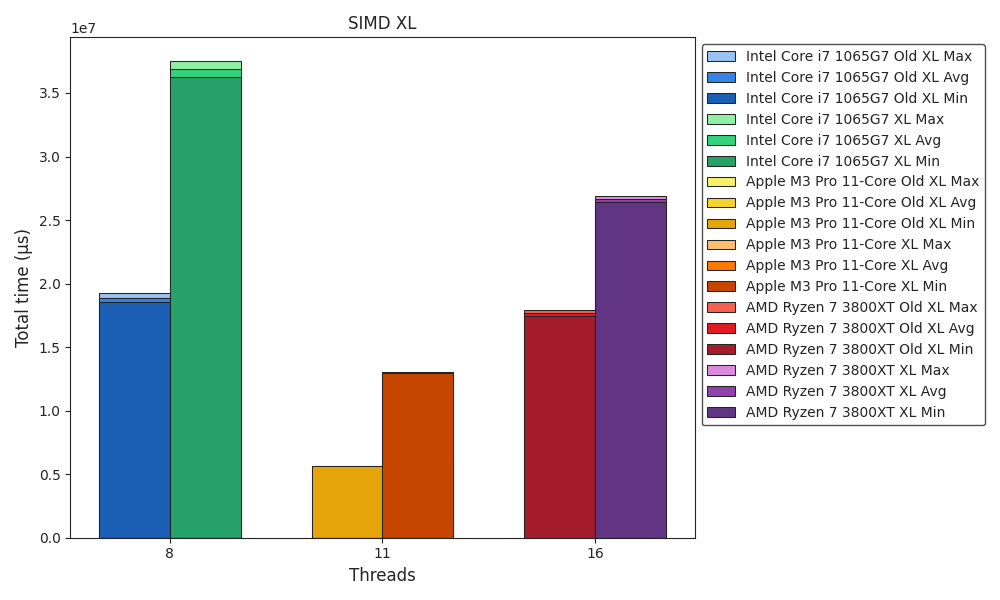 SIMD XL
1e7
3.5
3.0
2.5
2.0
1.5
1.0
0.5
0.0
Total time (µs)
8
11
16
Threads
Intel Core i7 1065G7 Old XL Max
Intel Core i7 1065G7 Old XL Avg
Intel Core i7 1065G7 Old XL Min
Intel Core i7 1065G7 XL Max
Intel Core i7 1065G7 XL Avg
Intel Core i7 1065G7 XL Min
Apple M3 Pro 11-Core Old XL Max
Apple M3 Pro 11-Core Old XL Avg
Apple M3 Pro 11-Core Old XL Min
Apple M3 Pro 11-Core XL Max
Apple M3 Pro 11-Core XL Avg
Apple M3 Pro 11-Core XL Min
AMD Ryzen 7 3800XT Old XL Max
AMD Ryzen 7 3800XT Old XL Avg
AMD Ryzen 7 3800XT Old XL Min
AMD Ryzen 7 3800XT XL Max
AMD Ryzen 7 3800XT XL Avg
AMD Ryzen 7 3800XT XL Min